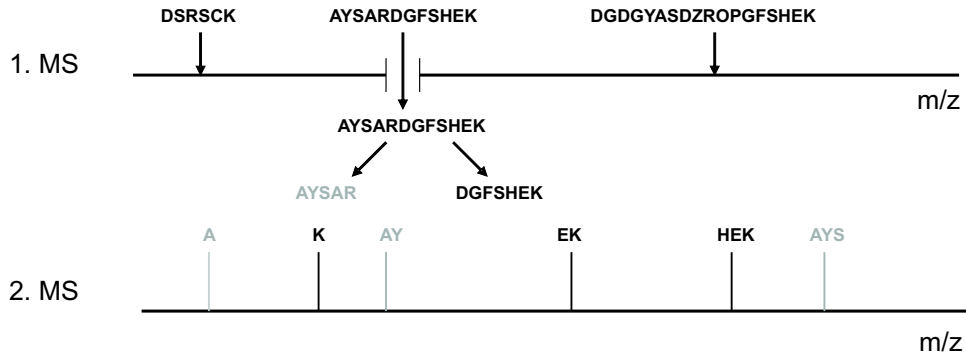 DSRSCK AYSARDGFSHEK DGDGYASDZROPGFSHEK
1. MS
m/z
AYSARDGFSHEK
AYSAR DGFSHEK
A K AY EK HEK AYS
2. MS
m/z